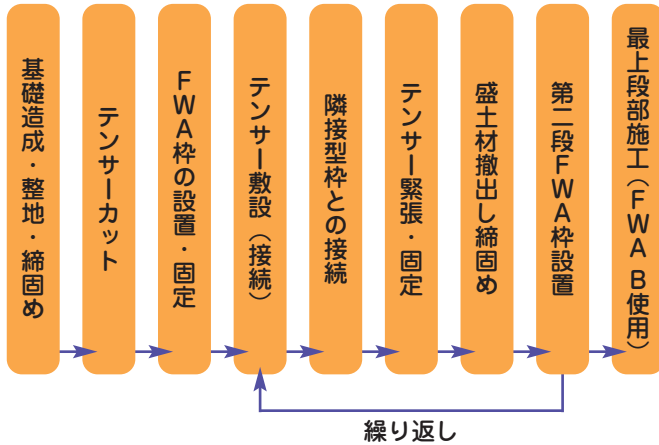 基礎造成・整地・締固め
テンサーカット
FWA枠の設置・固定
テンサー敷設（接続）
隣接型枠との接続
テンサー緊張・固定
盛土材撤出し締固め
第二段FWA枠設置
最上段部施工（FWA B使用）
繰り返し